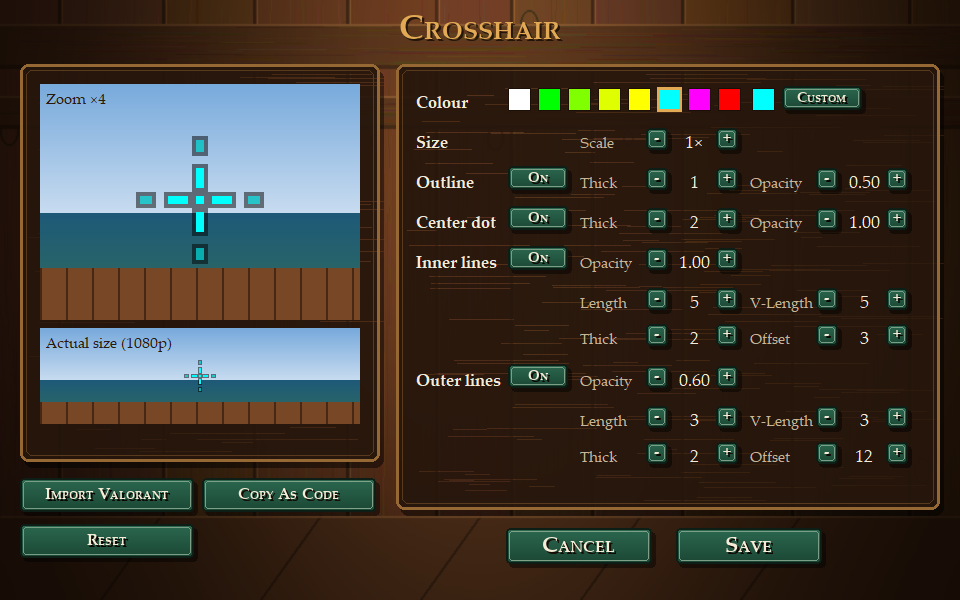 Crosshair
Zoom ×4
Actual size (1080p)
Import Valorant
Copy As Code
Reset
Colour Custom
Size Scale - 1× +
Outline On Thick - 1 + Opacity - 0.50 +
Center dot On Thick - 2 + Opacity - 1.00 +
Inner lines On Opacity - 1.00 +
Length - 5 + V-Length - 5 +
Thick - 2 + Offset - 3 +
Outer lines On Opacity - 0.60 +
Length - 3 + V-Length - 3 +
Thick - 2 + Offset - 12 +
Cancel Save